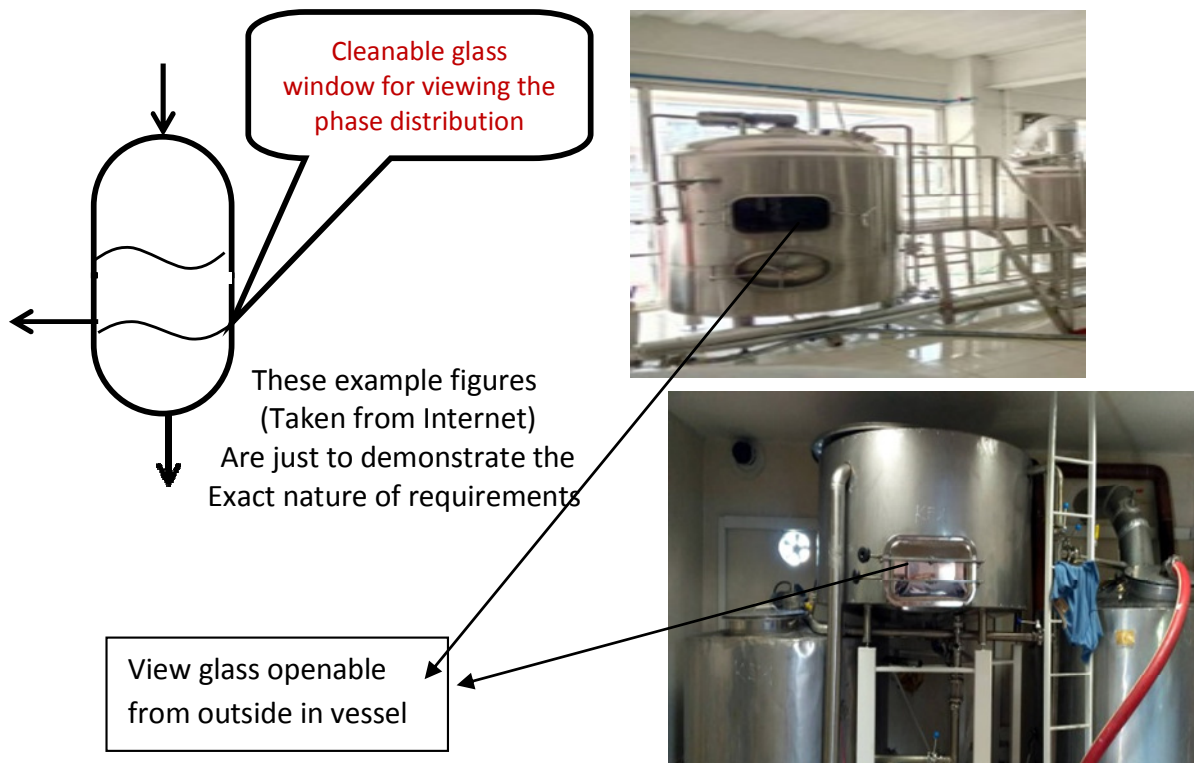 Cleanable glass
window for viewing the
phase distribution
These example figures
(Taken from Internet)
Are just to demonstrate the
Exact nature of requirements
View glass openable
from outside in vessel